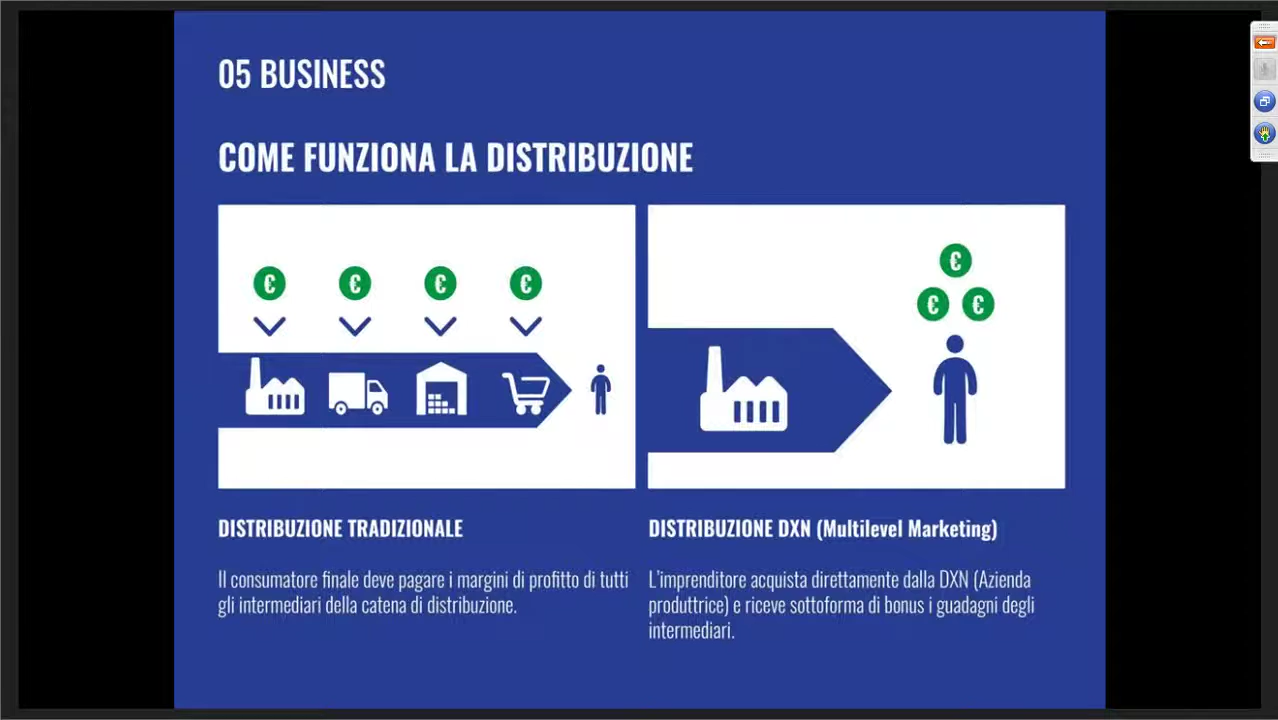 05 BUSINESS
COME FUNZIONA LA DISTRIBUZIONE
€ € € €
€
€ €
DISTRIBUZIONE TRADIZIONALE
Il consumatore finale deve pagare i margini di profitto di tutti
gli intermediari della catena di distribuzione.
DISTRIBUZIONE DXN (Multilevel Marketing)
L'imprenditore acquista direttamente dalla DXN (Azienda
produttrice) e riceve sottoforma di bonus i guadagni degli
intermediari.